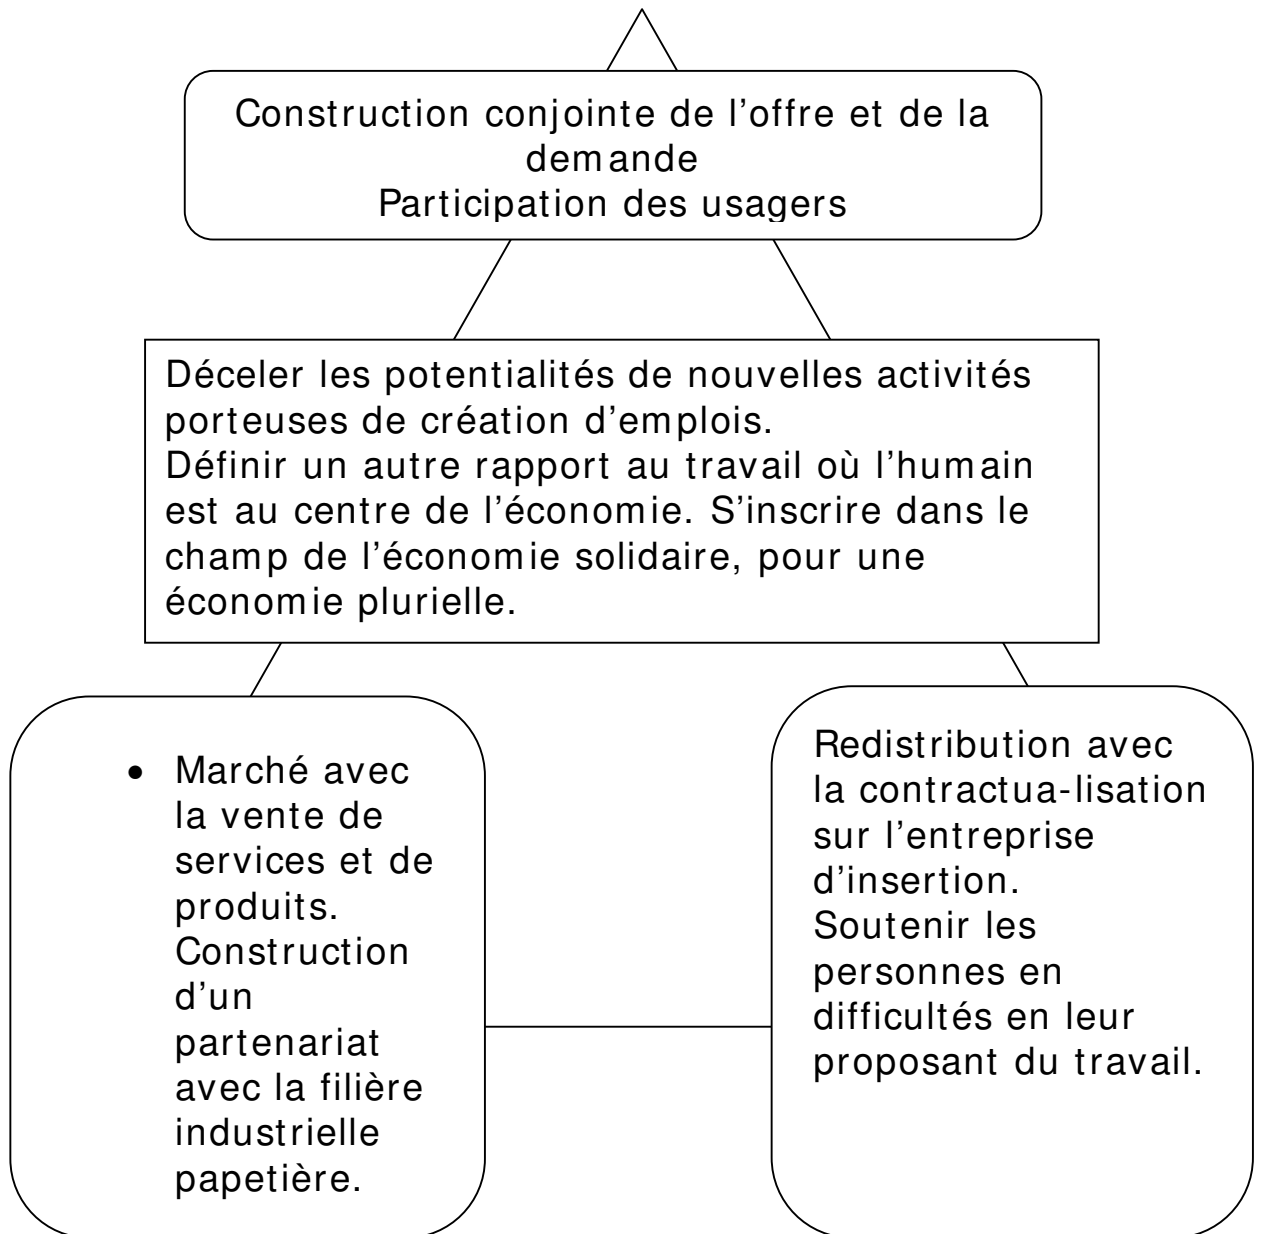 Construction conjointe de l’offre et de la
demande
Participation des usagers
Déceler les potentialités de nouvelles activités
porteuses de création d’emplois.
Définir un autre rapport au travail où l’humain
est au centre de l’économie. S’inscrire dans le
champ de l’économie solidaire, pour une
économie plurielle.
• Marché avec
la vente de
services et de
produits.
Construction
d’un
partenariat
avec la filière
industrielle
papetière.
Redistribution avec
la contractua-lisation
sur l’entreprise
d’insertion.
Soutenir les
personnes en
difficultés en leur
proposant du travail.